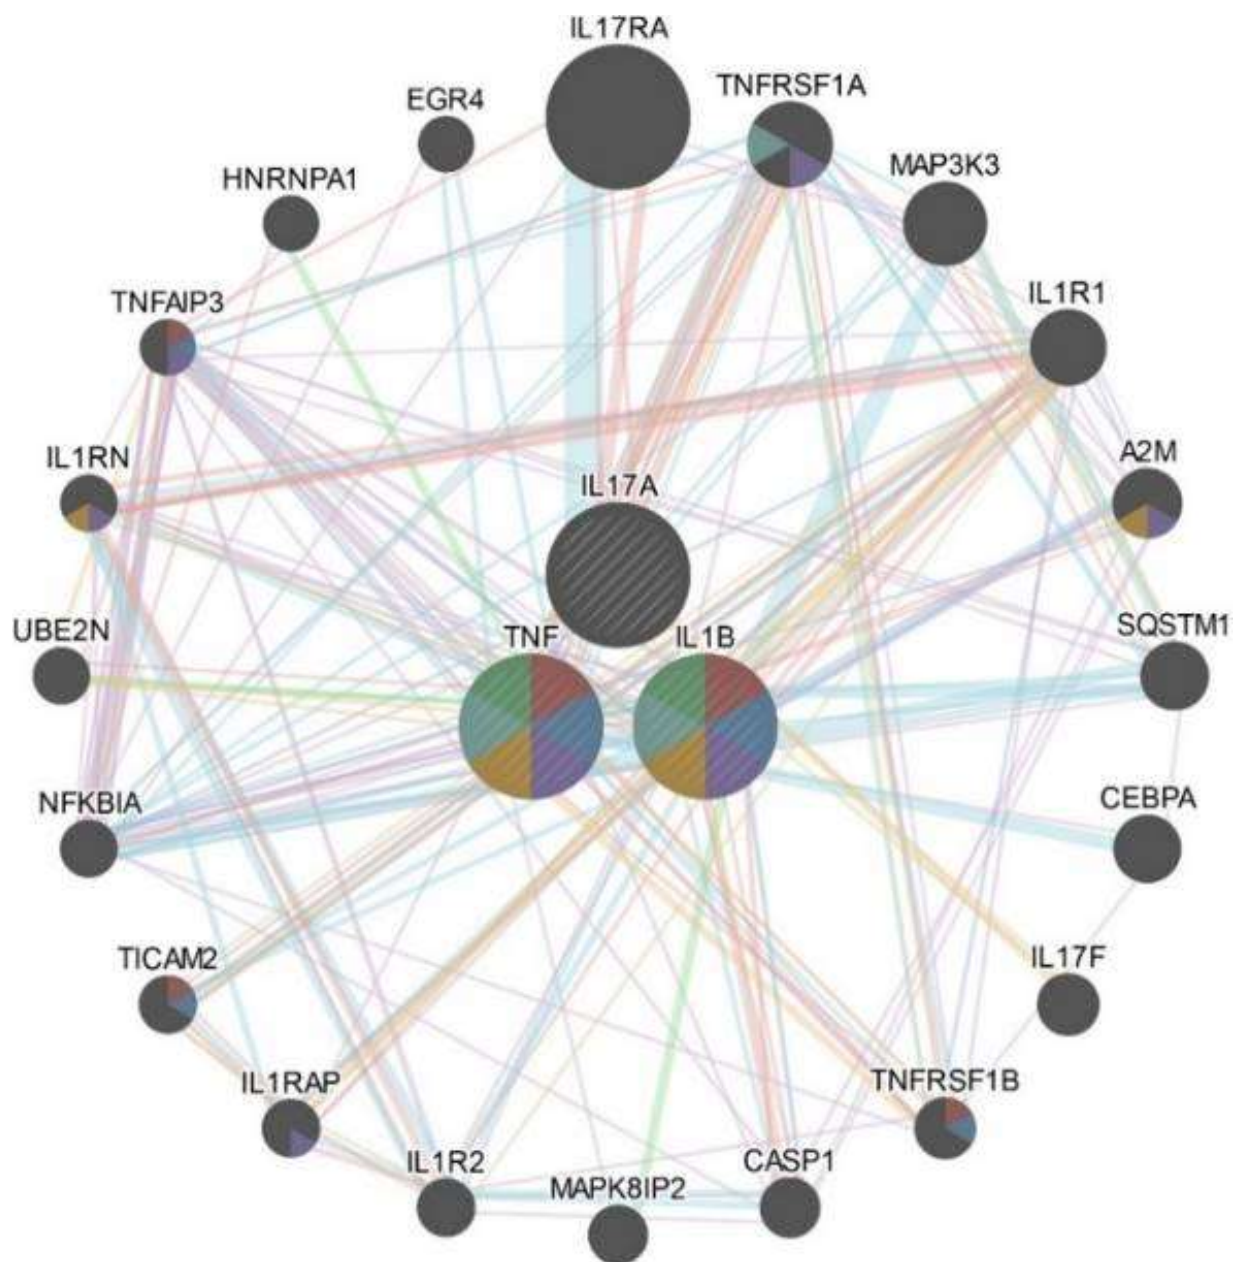 IL17RA
TNFRSF1A
EGR4
MAP3K3
HNRNPA1
IL1R1
TNFAIP3
A2M
IL1RN
IL17A
TNF
IL1B
UBE2N
SQSTM1
NFKBIA
CEBPA
TICAM2
IL17F
IL1RAP
TNFRSF1B
IL1R2
CASP1
MAPK8IP2